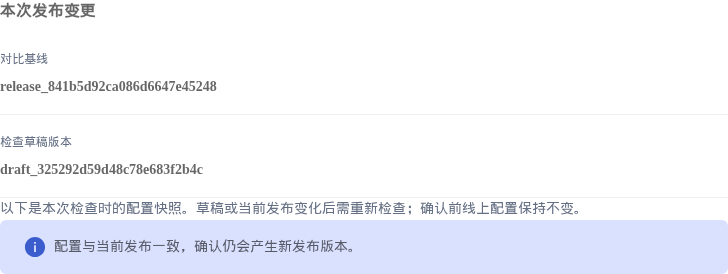 本次发布变更
对比基线
release_841b5d92ca086d6647e45248
检查草稿版本
draft_325292d59d48c78e683f2b4c
以下是本次检查时的配置快照。草稿或当前发布变化后需重新检查；确认前线上配置保持不变。
配置与当前发布一致，确认仍会产生新发布版本。